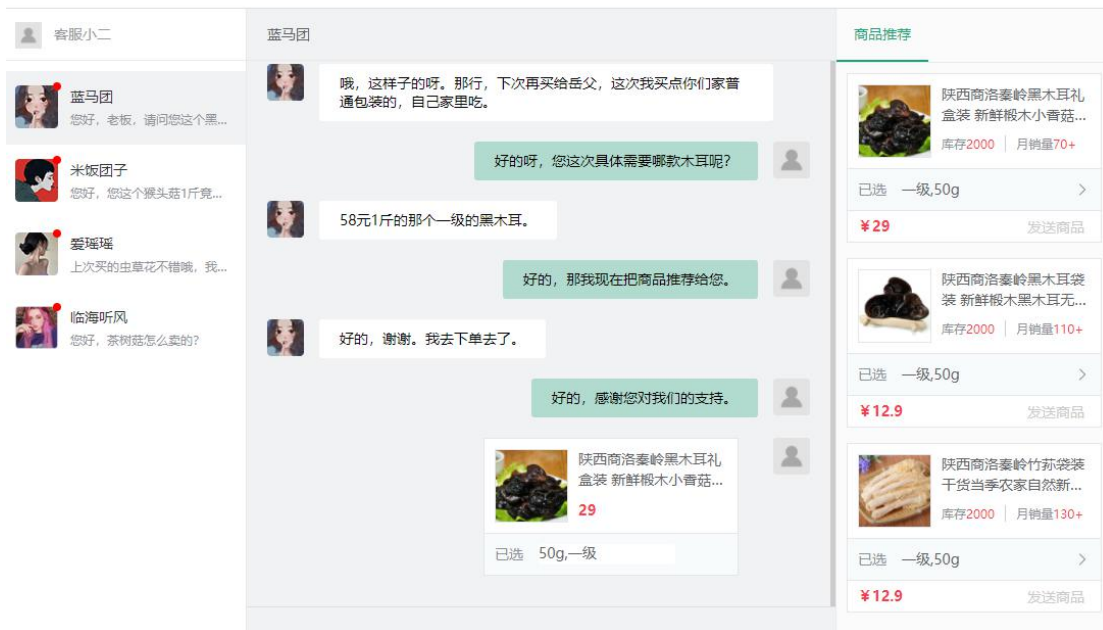 客服小二
蓝马团
您好，老板，请问您这个黑...
米饭团子
您好，您这个猴头菇1斤竟...
爱瑶瑶
上次买的虫草花不错哦，我...
临海听风
您好，茶树菇怎么卖的?
蓝马团
哦，这样子的呀。那行，下次再买给岳父，这次我买点你们家普
通包装的，自己家里吃。
好的呀，您这次具体需要哪款木耳呢?
58元1斤的那个一级的黑木耳。
好的，那我现在把商品推荐给您。
好的，谢谢。我去下单去了。
好的，感谢您对我们的支持。
陕西商洛秦岭黑木耳礼
盒装 新鲜椴木小香菇...
29
已选 50g,一级
商品推荐
陕西商洛秦岭黑木耳礼
盒装 新鲜椴木小香菇...
库存2000 月销量70+
已选 一级,50g
¥29 发送商品
陕西商洛秦岭黑木耳袋
装 新鲜椴木黑木耳无...
库存2000 月销量110+
已选 一级,50g
¥12.9 发送商品
陕西商洛秦岭竹荪袋装
干货当季农家自然新...
库存2000 月销量130+
已选 一级,50g
¥12.9 发送商品